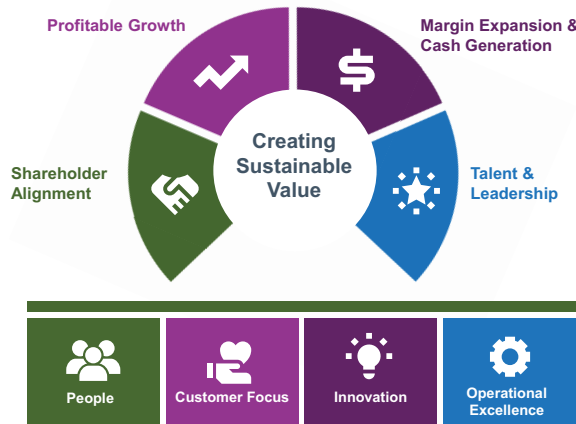 Profitable Growth
Margin Expansion &
Cash Generation
Creating
Sustainable
Value
Shareholder
Alignment
Talent &
Leadership
People
Customer Focus
Innovation
Operational
Excellence